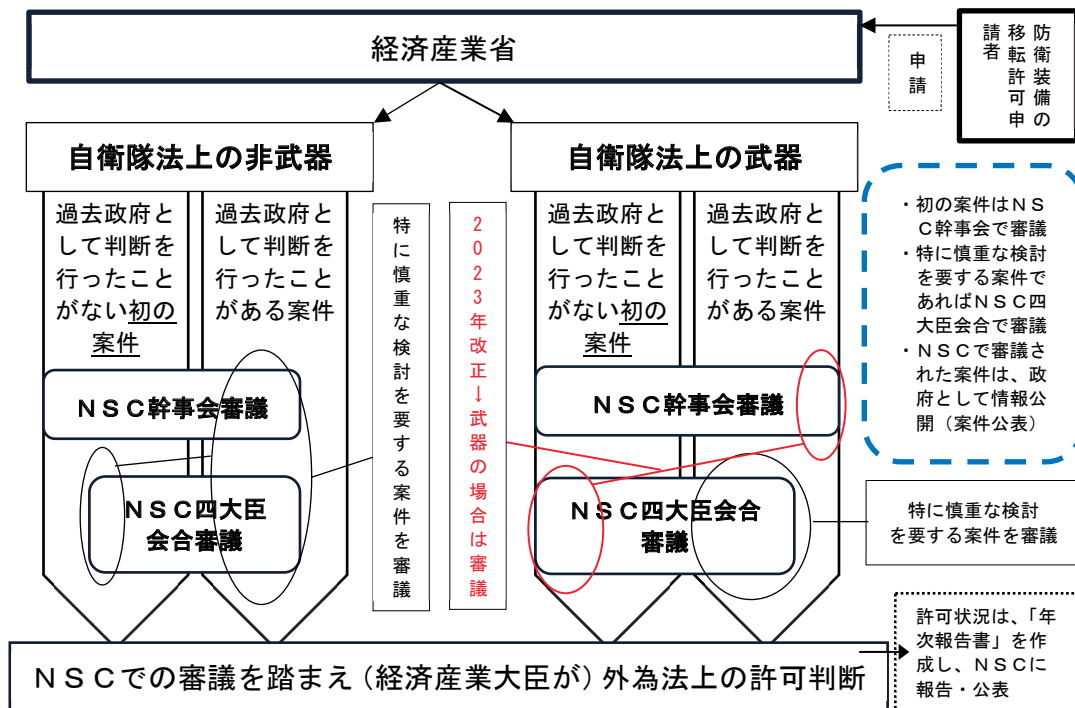 経済産業省
防衛装備の
移転許可申
請者
申請
自衛隊法上の非武器
自衛隊法上の武器
過去政府と
して判断を
行ったこと
がない初の
案件
過去政府と
して判断を
行ったこと
がある案件
特に慎重な検討を要する案件を審議
2023年改正→武器の場合は審議
過去政府と
して判断を
行ったこと
がない初の
案件
過去政府と
して判断を
行ったこと
がある案件
・初の案件はNS
C幹事会で審議
・特に慎重な検討
を要する案件で
あればNSC四
大臣会合で審議
・NSCで審議さ
れた案件は、政
府として情報公
開（案件公表）
NSC幹事会審議
NSC幹事会審議
NSC四大臣
会合審議
NSC四大臣会合
審議
特に慎重な検討
を要する案件を審議
NSCでの審議を踏まえ（経済産業大臣が）外為法上の許可判断
許可状況は、「年
次報告書」を作
成し、NSCに
報告・公表